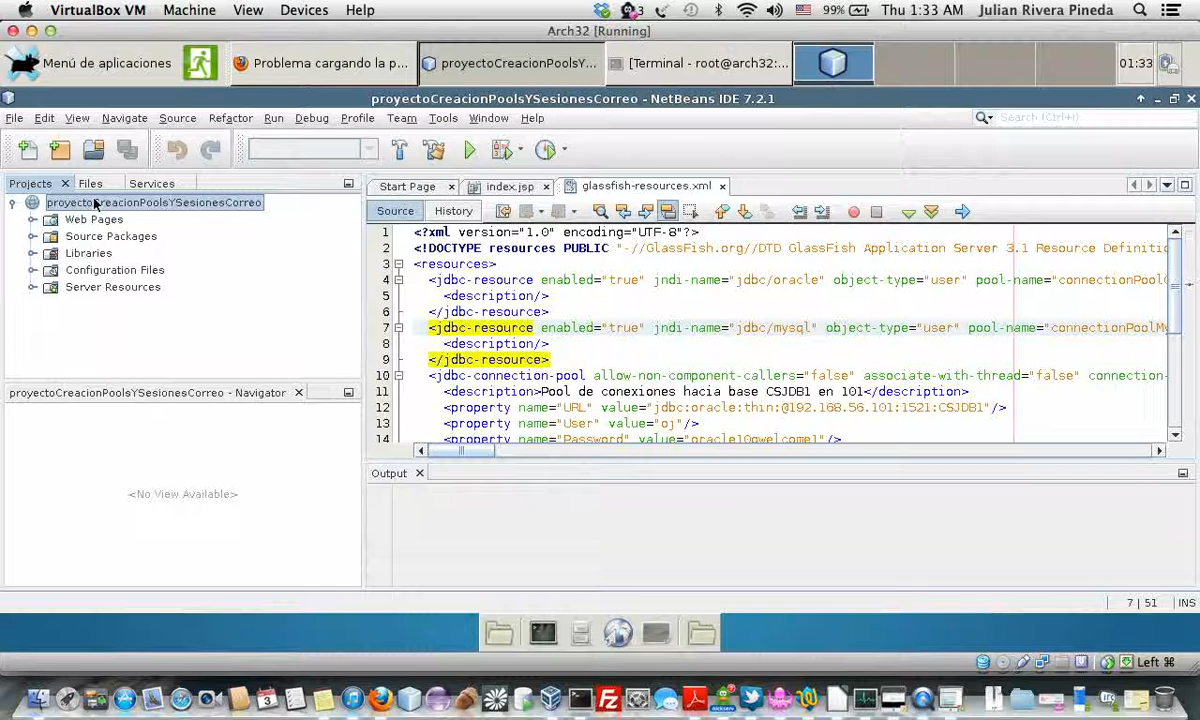 VirtualBox VM Machine View Devices Help 3 99% Thu 1:33 AM Julian Rivera Pineda
Arch32 [Running]
Menú de aplicaciones Problema cargando la p... proyectoCreacionPoolsY... [Terminal - root@arch32:... 01:33
proyectoCreacionPoolsYSesionesCorreo - NetBeans IDE 7.2.1
File Edit View Navigate Source Refactor Run Debug Profile Team Tools Window Help Search (Ctrl+I)
Projects Files Services
Start Page index.jsp glassfish-resources.xml
Source History
proyectoCreacionPoolsYSesionesCorreo
Web Pages
Source Packages
Libraries
Configuration Files
Server Resources
1 <?xml version="1.0" encoding="UTF-8"?>
2 <!DOCTYPE resources PUBLIC "-//GlassFish.org//DTD GlassFish Application Server 3.1 Resource Definitio
3 <resources>
4 <jdbc-resource enabled="true" jndi-name="jdbc/oracle" object-type="user" pool-name="connectionPoolO
5 <description/>
6 </jdbc-resource>
7 <jdbc-resource enabled="true" jndi-name="jdbc/mysql" object-type="user" pool-name="connectionPoolMy
8 <description/>
9 </jdbc-resource>
10 <jdbc-connection-pool allow-non-component-callers="false" associate-with-thread="false" connection-
11 <description>Pool de conexiones hacia base CSJDB1 en 101</description>
12 <property name="URL" value="jdbc:oracle:thin:@192.168.56.101:1521:CSJDB1"/>
13 <property name="User" value="oj"/>
14 <property name="Password" value="oracle10gwelcome1"/>
proyectoCreacionPoolsYSesionesCorreo - Navigator
<No View Available>
Output
7 | 51 INS
Left ⌘